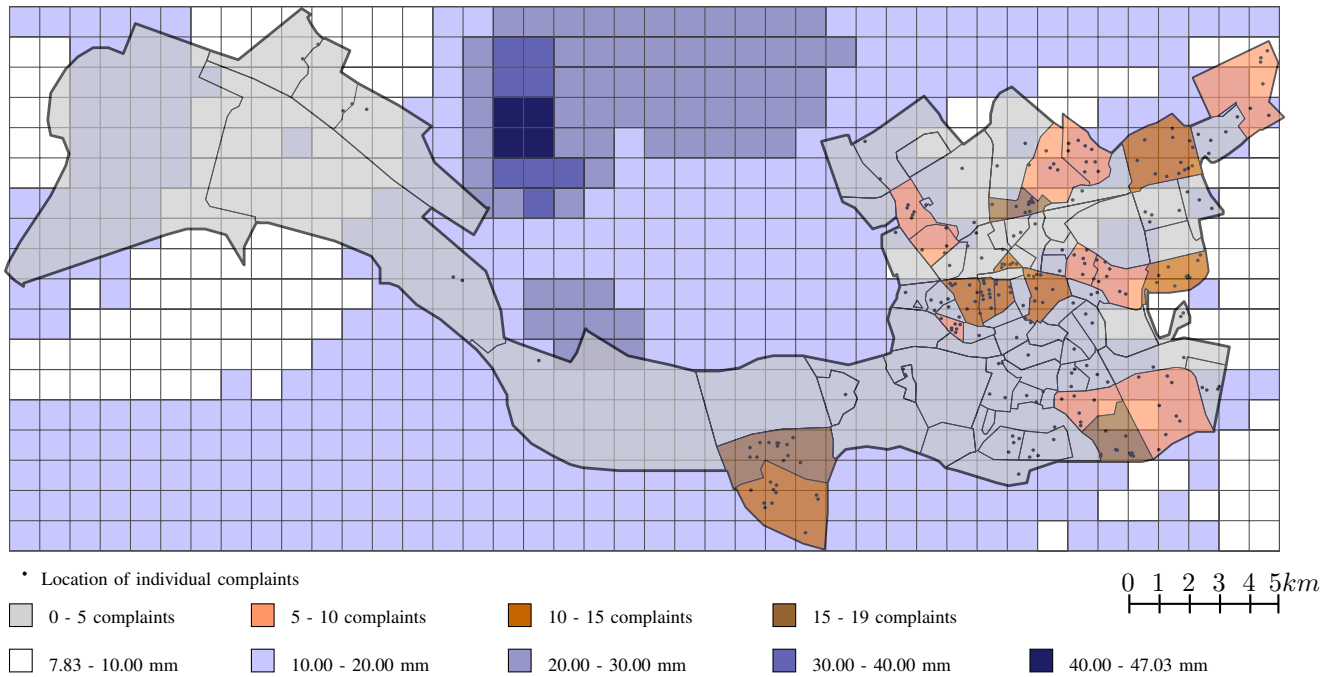 Location of individual complaints
0 1 2 3 4 5km
0 - 5 complaints 5 - 10 complaints 10 - 15 complaints 15 - 19 complaints
7.83 - 10.00 mm 10.00 - 20.00 mm 20.00 - 30.00 mm 30.00 - 40.00 mm 40.00 - 47.03 mm